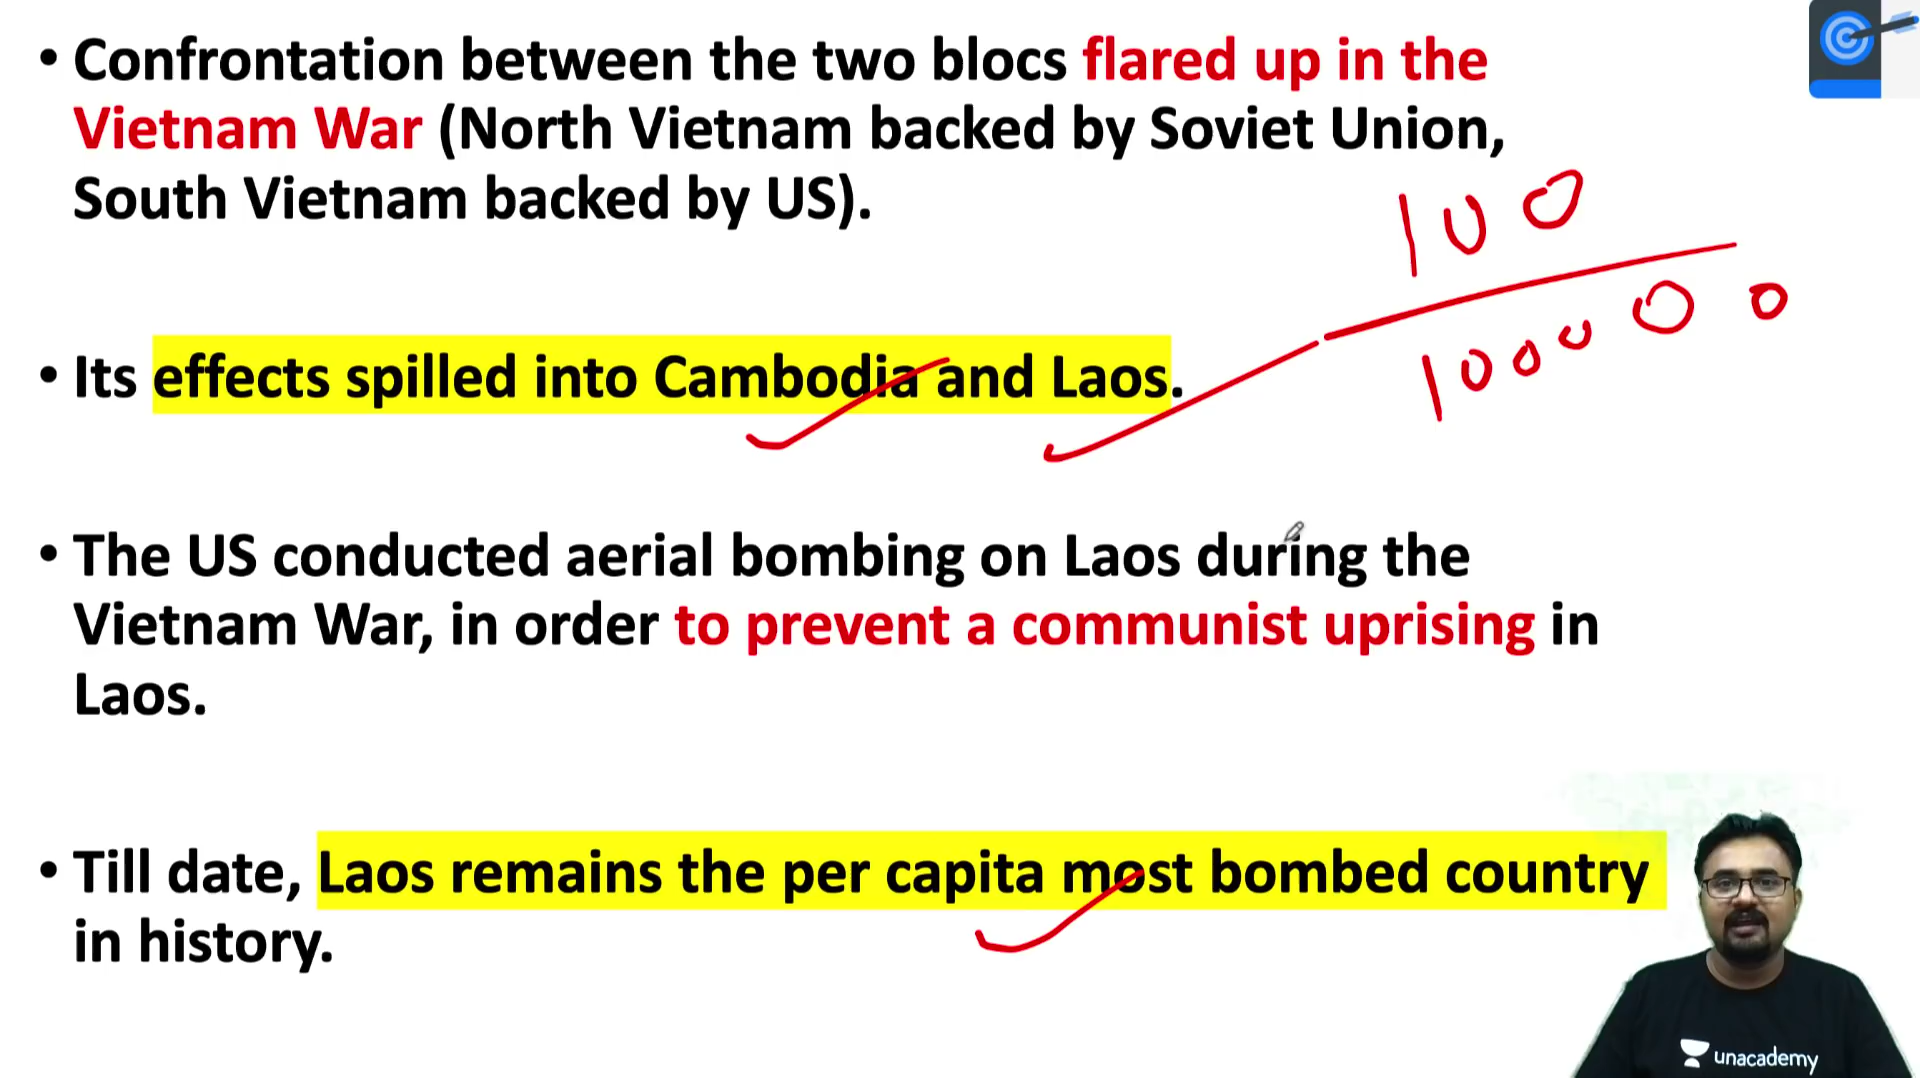 • Confrontation between the two blocs flared up in the
Vietnam War (North Vietnam backed by Soviet Union,
South Vietnam backed by US).
100
• Its effects spilled into Cambodia and Laos.
100000
• The US conducted aerial bombing on Laos during the
Vietnam War, in order to prevent a communist uprising in
Laos.
• Till date, Laos remains the per capita most bombed country
in history.
unacademy